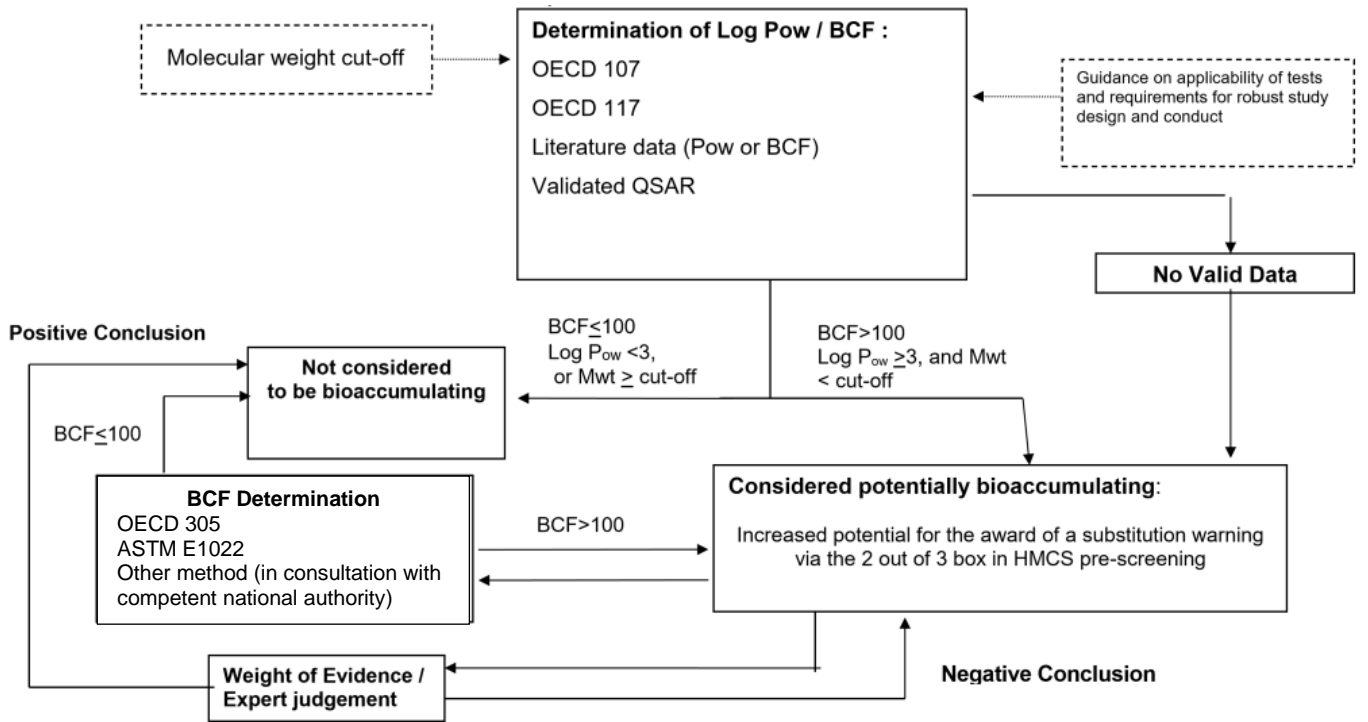 Molecular weight cut-off
Determination of Log Pow / BCF :
OECD 107
OECD 117
Literature data (Pow or BCF)
Validated QSAR
Guidance on applicability of tests
and requirements for robust study
design and conduct
No Valid Data
Positive Conclusion
BCF≤100
Log Pow <3,
or Mwt ≥ cut-off
BCF>100
Log Pow ≥3, and Mwt
< cut-off
Not considered
to be bioaccumulating
BCF≤100
BCF Determination
OECD 305
ASTM E1022
Other method (in consultation with
competent national authority)
BCF>100
Considered potentially bioaccumulating:
Increased potential for the award of a substitution warning
via the 2 out of 3 box in HMCS pre-screening
Weight of Evidence /
Expert judgement
Negative Conclusion